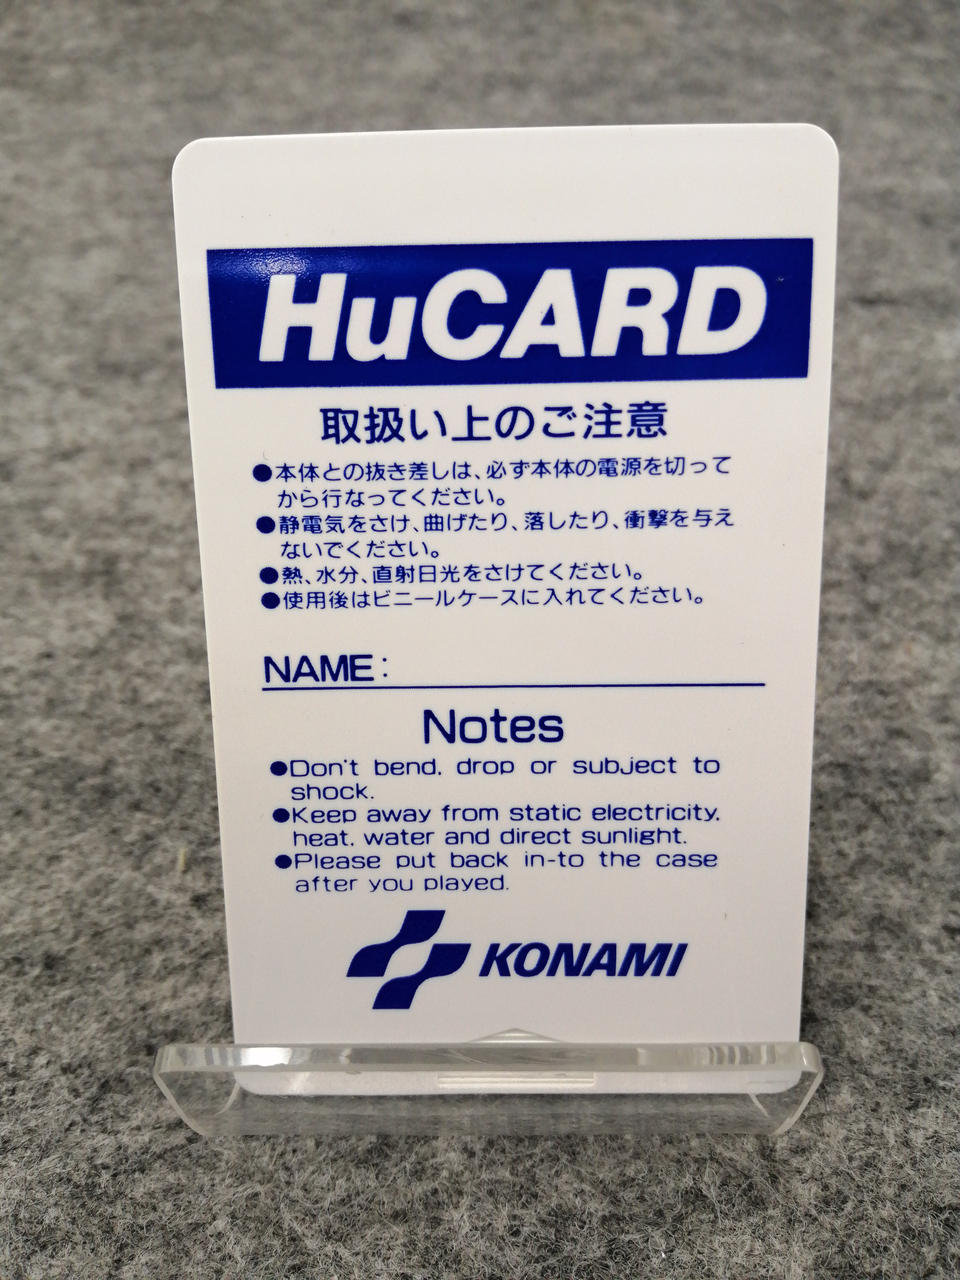 HuCARD
取扱い上のご注意
●本体との抜き差しは、必ず本体の電源を切って
から行なってください。
●静電気をさけ、曲げたり、落したり、衝撃を与え
ないでください。
●熱、水分、直射日光をさけてください。
●使用後はビニールケースに入れてください。
NAME:
Notes
●Don't bend, drop or subject to
shock.
●Keep away from static electricity,
heat, water and direct sunlight.
●Please put back in-to the case
after you played.
KONAMI